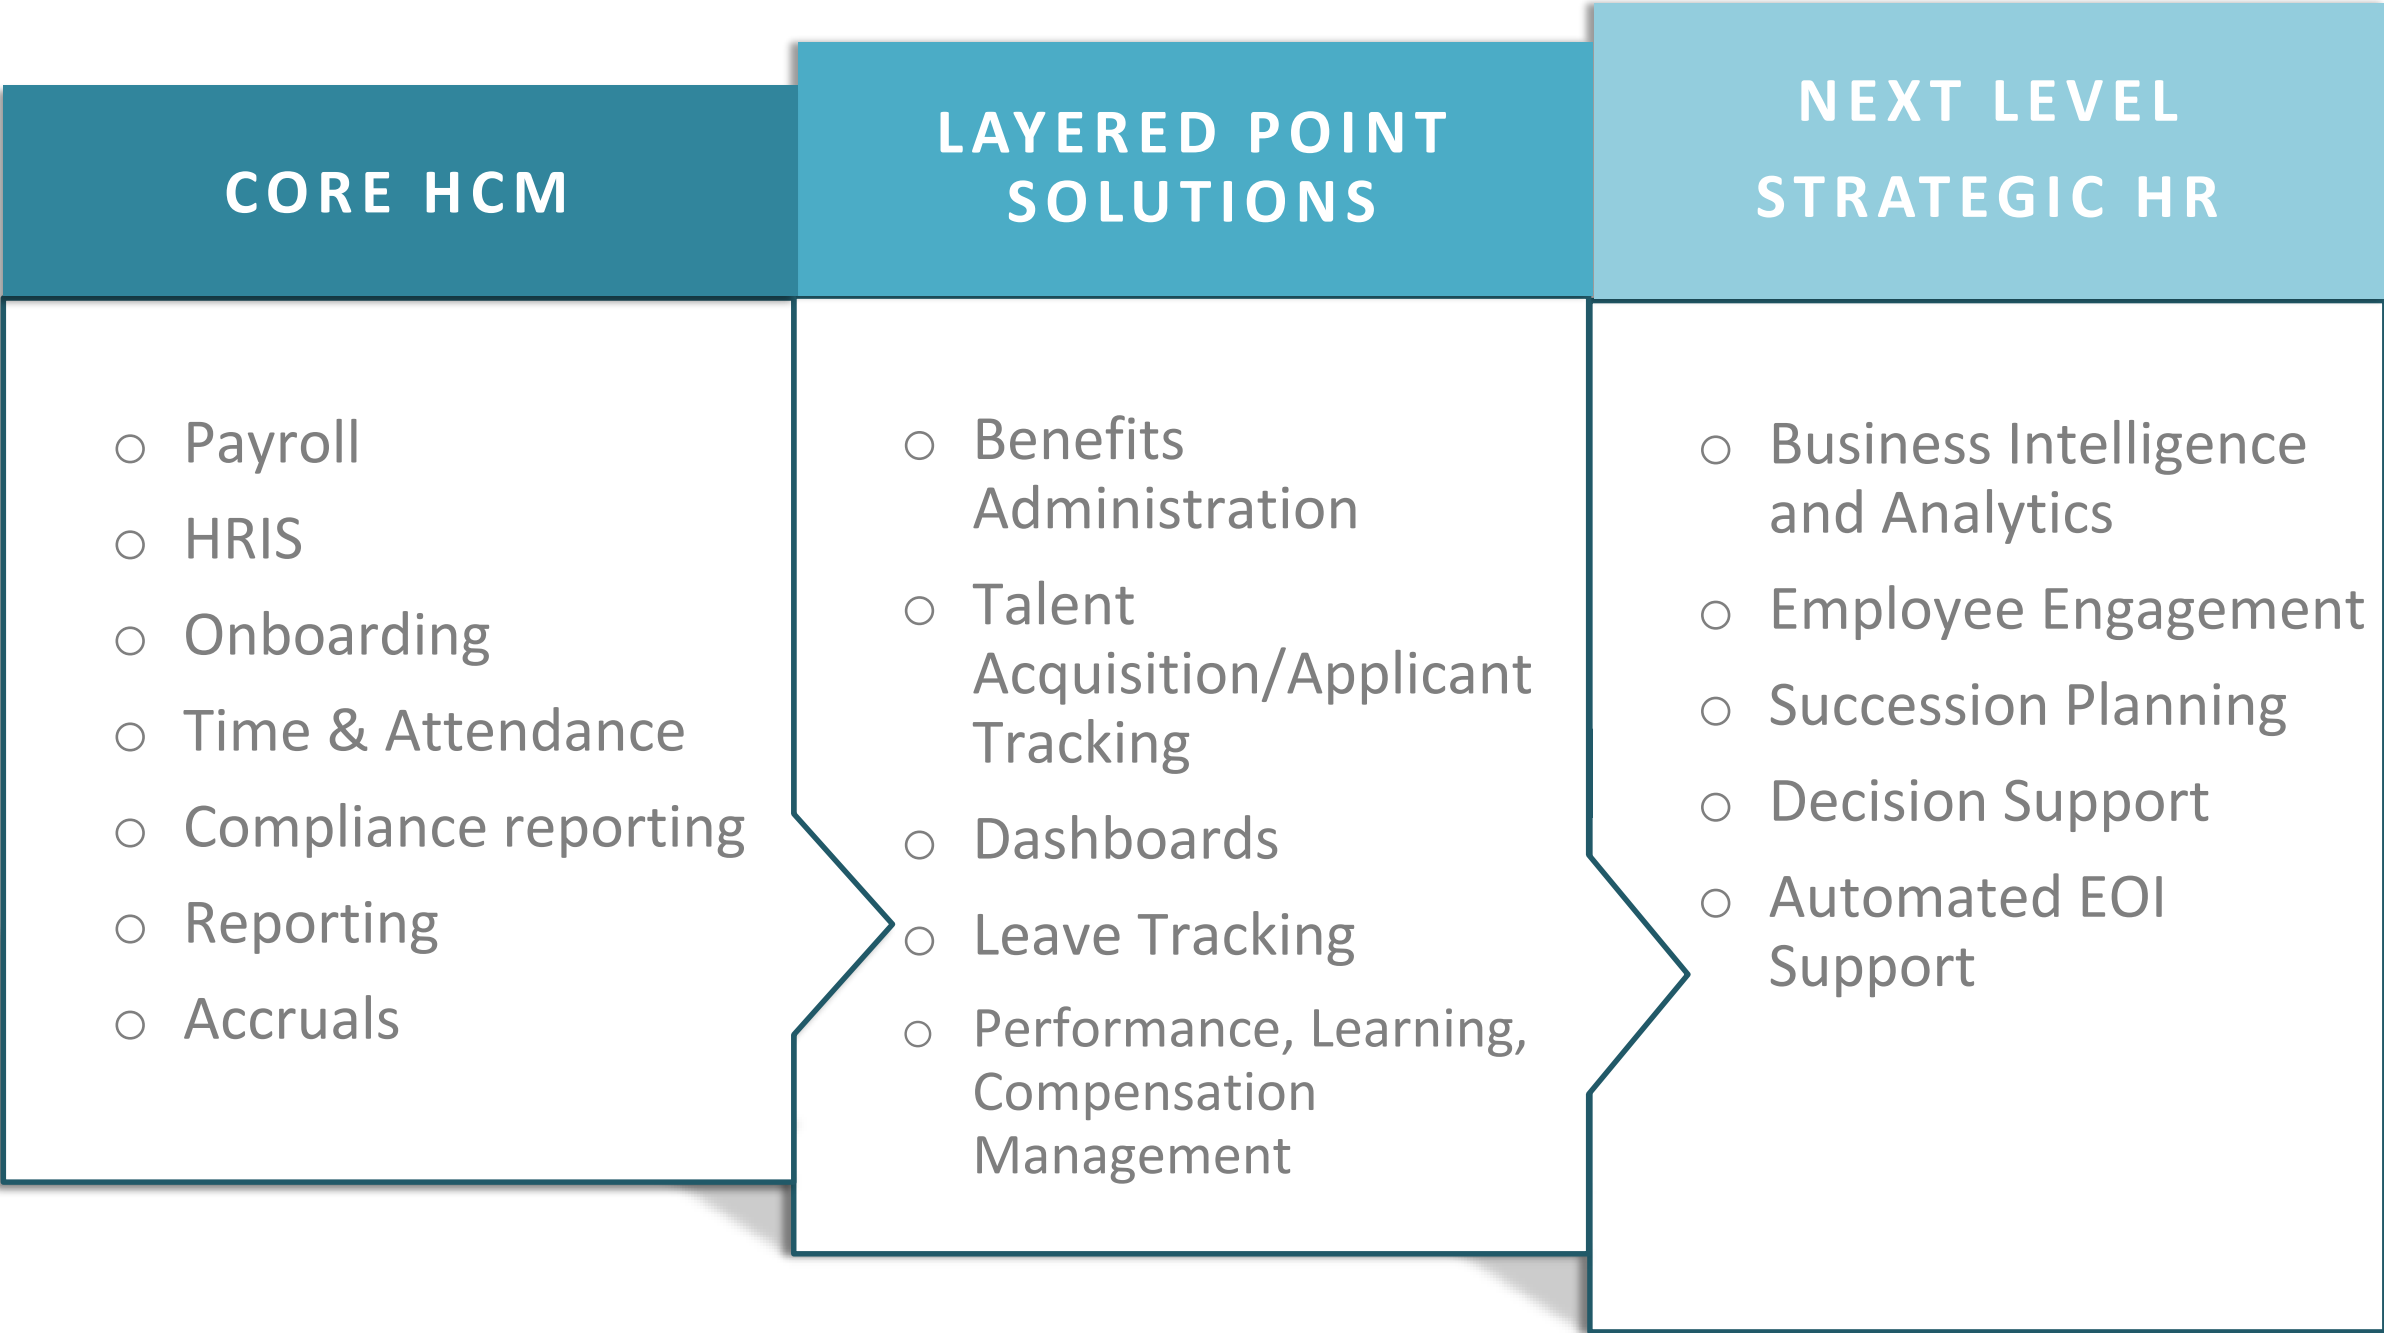 CORE HCM
○ Payroll
○ HRIS
○ Onboarding
○ Time & Attendance
○ Compliance reporting
○ Reporting
○ Accruals
LAYERED POINT
SOLUTIONS
○ Benefits
Administration
○ Talent
Acquisition/Applicant
Tracking
○ Dashboards
○ Leave Tracking
○ Performance, Learning,
Compensation
Management
NEXT LEVEL
STRATEGIC HR
○ Business Intelligence
and Analytics
○ Employee Engagement
○ Succession Planning
○ Decision Support
○ Automated EOI
Support